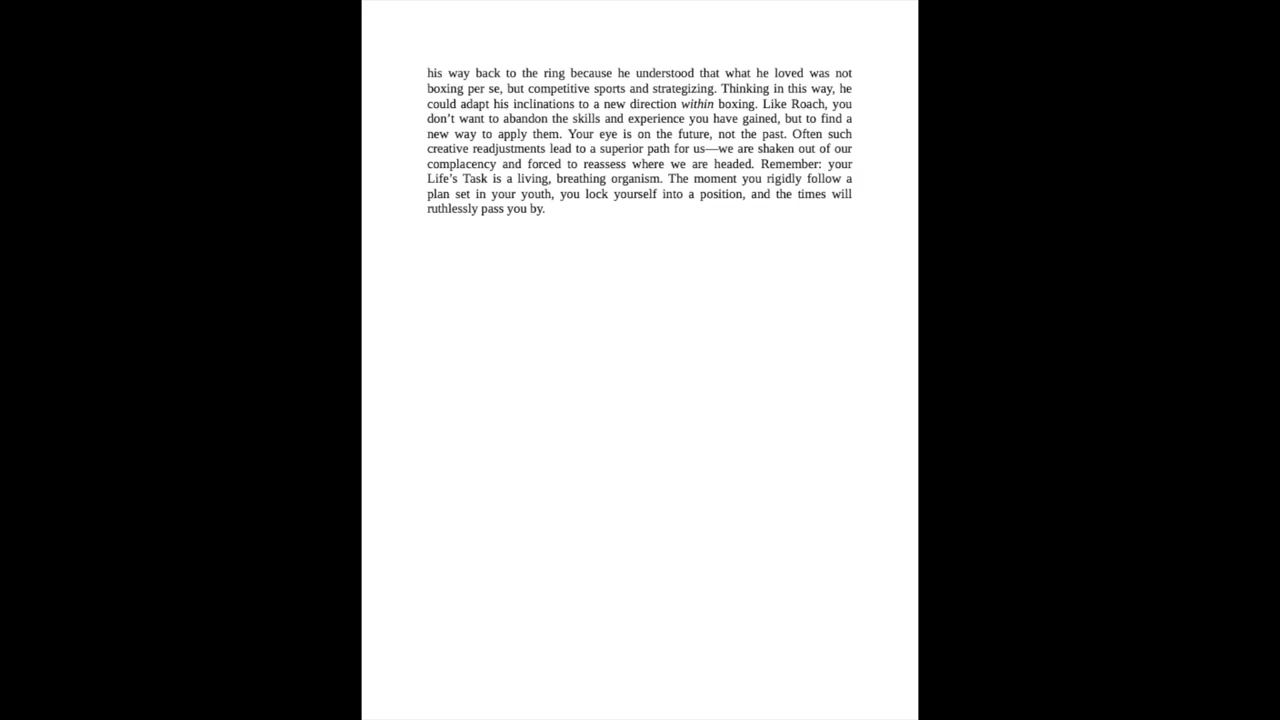 his way back to the ring because he understood that what he loved was not
boxing per se, but competitive sports and strategizing. Thinking in this way, he
could adapt his inclinations to a new direction within boxing. Like Roach, you
don’t want to abandon the skills and experience you have gained, but to find a
new way to apply them. Your eye is on the future, not the past. Often such
creative readjustments lead to a superior path for us—we are shaken out of our
complacency and forced to reassess where we are headed. Remember: your
Life’s Task is a living, breathing organism. The moment you rigidly follow a
plan set in your youth, you lock yourself into a position, and the times will
ruthlessly pass you by.